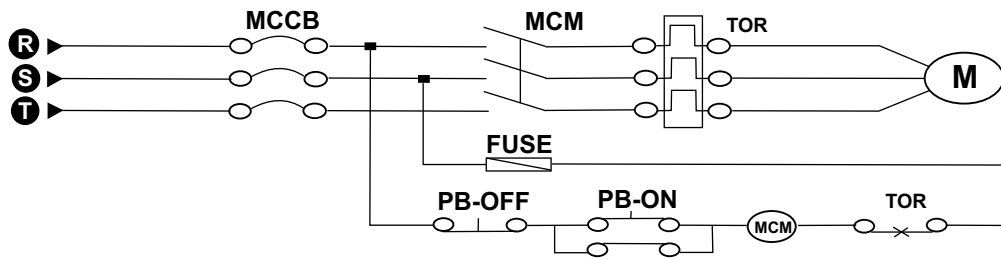 MCCB MCM TOR
R
S
M
T
FUSE
PB-OFF PB-ON TOR
MCM